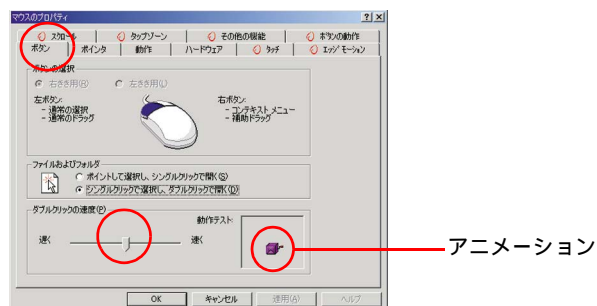 マウスのプロパティ
スクロール タップゾーン その他の機能 ボタンの動作
ボタン ポインタ 動作 ハードウェア タッチ エッジ モーション
ボタンの選択
右きき用(R) 左きき用(L)
左ボタン: 右ボタン:
- 通常の選択 - コンテキスト メニュー
- 通常のドラッグ - 補助ドラッグ
ファイルおよびフォルダ
ポイントして選択し、シングルクリックで開く(S)
シングルクリックで選択し、ダブルクリックで開く(D)
ダブルクリックの速度(P)
動作テスト:
遅く 速く
アニメーション
OK キャンセル 適用(A) ヘルプ